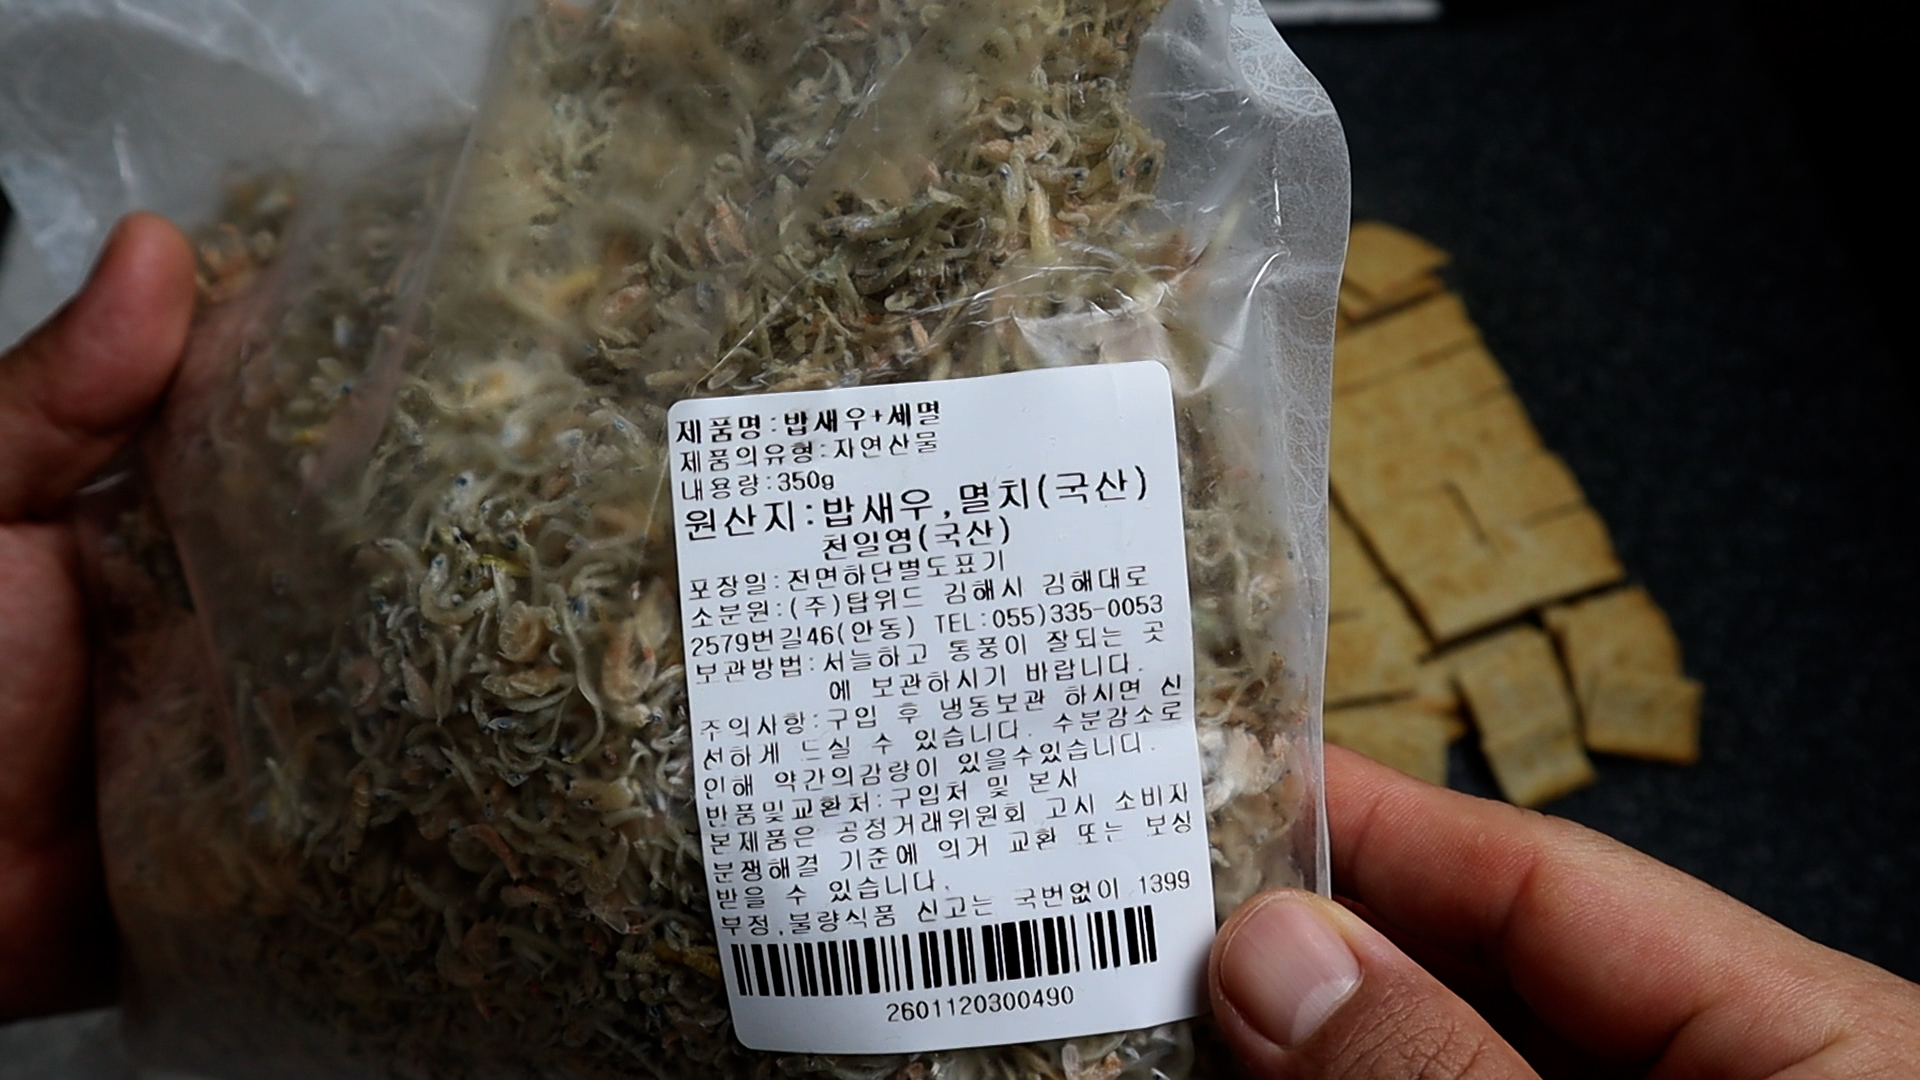 제품명:밥새우+세멸
제품의유형:자연산물
내용량:350g
원산지:밥새우,멸치(국산)
천일염(국산)
포장일:전면하단별도표기
소분원:(주)탑위드 김해시 김해대로
2579번길46(안동) TEL:055)335-0053
보관방법:서늘하고 통풍이 잘되는 곳
에 보관하시기 바랍니다.
주의사항:구입 후 냉동보관 하시면 신
선하게 드실 수 있습니다. 수분감소로
인해 약간의감량이 있을수있습니다.
반품및교환처:구입처 및 본사
본제품은 공정거래위원회 고시 소비자
분쟁해결 기준에 의거 교환 또는 보상
받을 수 있습니다.
부정,불량식품 신고는 국번없이 1399
2601120300490